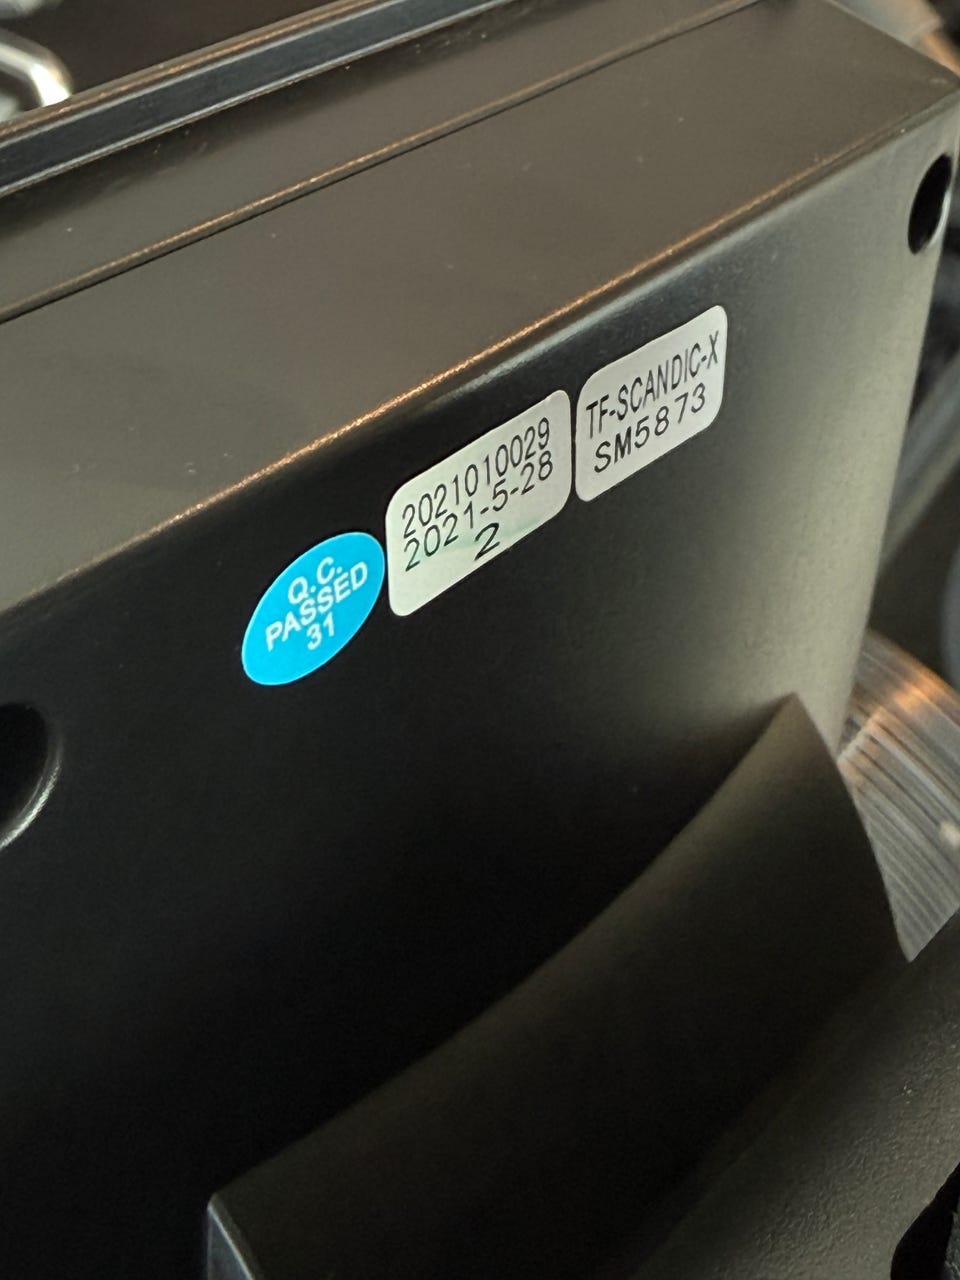 Q.C.
PASSED
31
2021010029
2021-5-28
2
TF-SCANDIC-X
SM5873